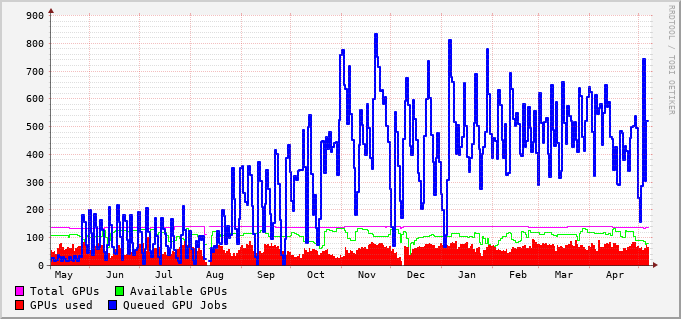 900
800
700
600
500
400
300
200
100
0
May Jun Jul Aug Sep Oct Nov Dec Jan Feb Mar Apr
Total GPUs Available GPUs
GPUs used Queued GPU Jobs
RRDTOOL / TOBI OETIKER